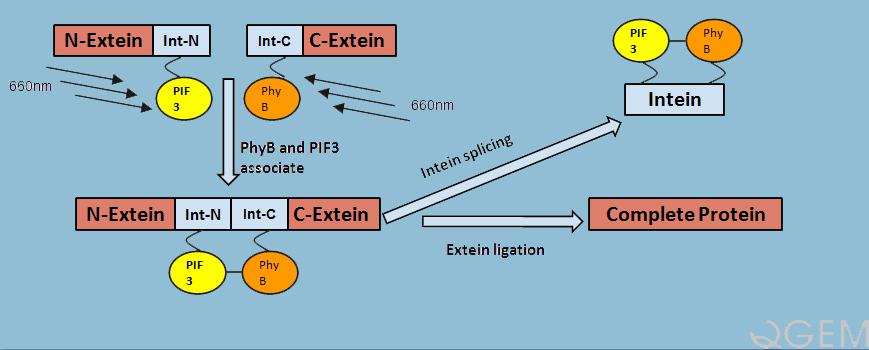 N-Extein Int-N
Int-C C-Extein
660nm
PIF
3
Phy
B
660nm
PhyB and PIF3
associate
N-Extein Int-N Int-C C-Extein
PIF
3
Phy
B
Intein splicing
Extein ligation
PIF
3
Phy
B
Intein
Complete Protein
QGEM